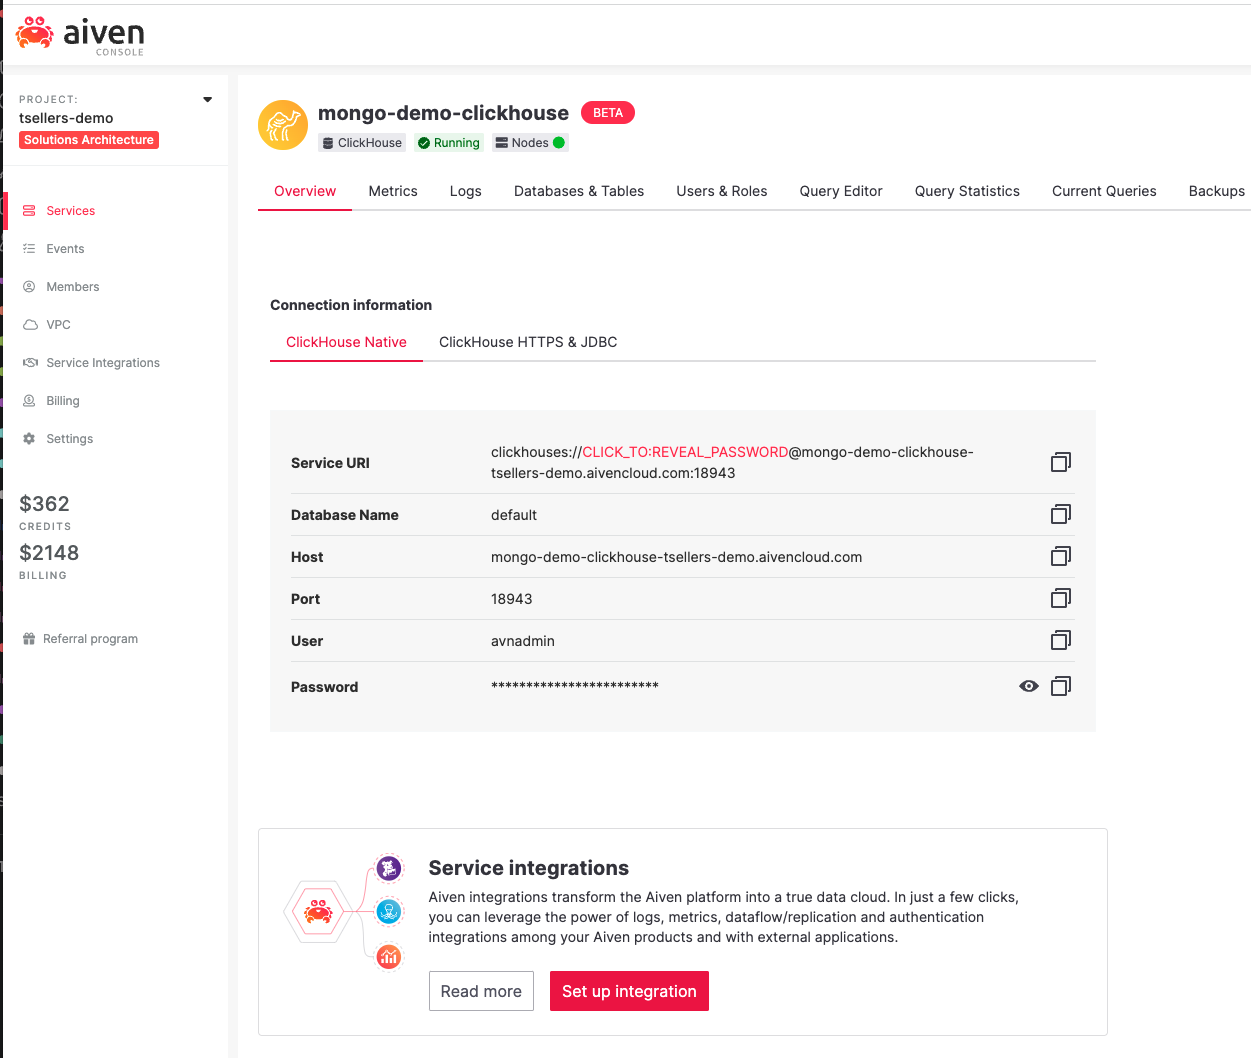 aiven
CONSOLE
PROJECT:
tsellers-demo
Solutions Architecture
Services
Events
Members
VPC
Service Integrations
Billing
Settings
$362
CREDITS
$2148
BILLING
Referral program
mongo-demo-clickhouse BETA
ClickHouse Running Nodes
Overview Metrics Logs Databases & Tables Users & Roles Query Editor Query Statistics Current Queries Backups
Connection information
ClickHouse Native ClickHouse HTTPS & JDBC
Service URI clickhouses://CLICK_TO:REVEAL_PASSWORD@mongo-demo-clickhouse-
tsellers-demo.aivencloud.com:18943
Database Name default
Host mongo-demo-clickhouse-tsellers-demo.aivencloud.com
Port 18943
User avnadmin
Password ************************
Service integrations
Aiven integrations transform the Aiven platform into a true data cloud. In just a few clicks,
you can leverage the power of logs, metrics, dataflow/replication and authentication
integrations among your Aiven products and with external applications.
Read more Set up integration